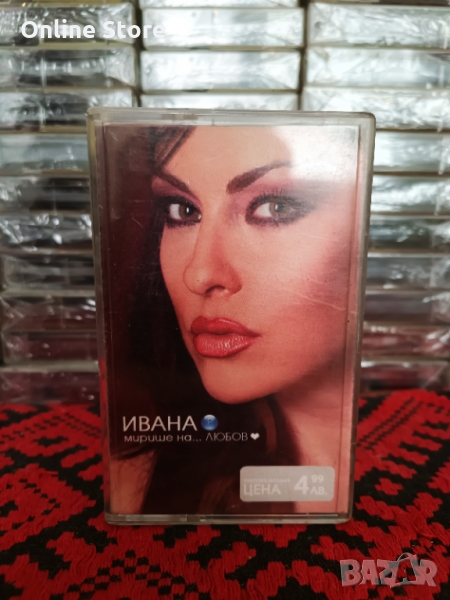 Online Store
ИВАНА
мирише на... ЛЮБОВ❤
ЦЕНА 4 99 ЛВ.
BAZAR